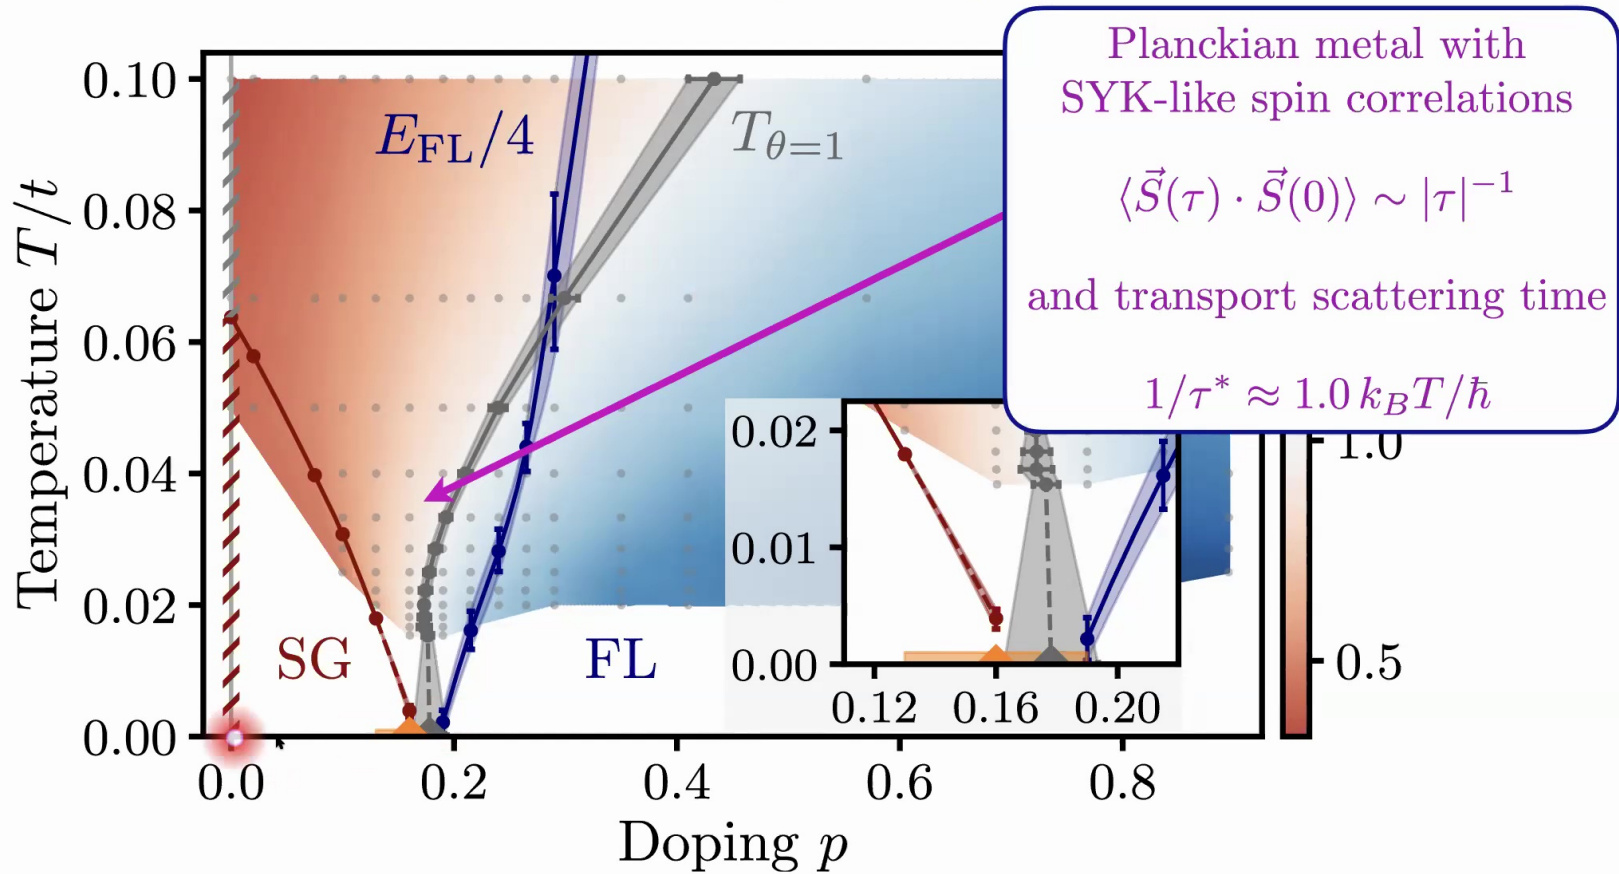 Planckian metal with
SYK-like spin correlations
⟨S⃗(τ) · S⃗(0)⟩ ∼ |τ|⁻¹
and transport scattering time
1/τ* ≈ 1.0 k_BT/ħ
0.10
0.08
0.06
0.04
0.02
0.00
Temperature T/t
E_FL/4
T_θ=1
SG
FL
0.02
0.01
0.00
0.12 0.16 0.20
1.0
0.5
0.0 0.2 0.4 0.6 0.8
Doping p